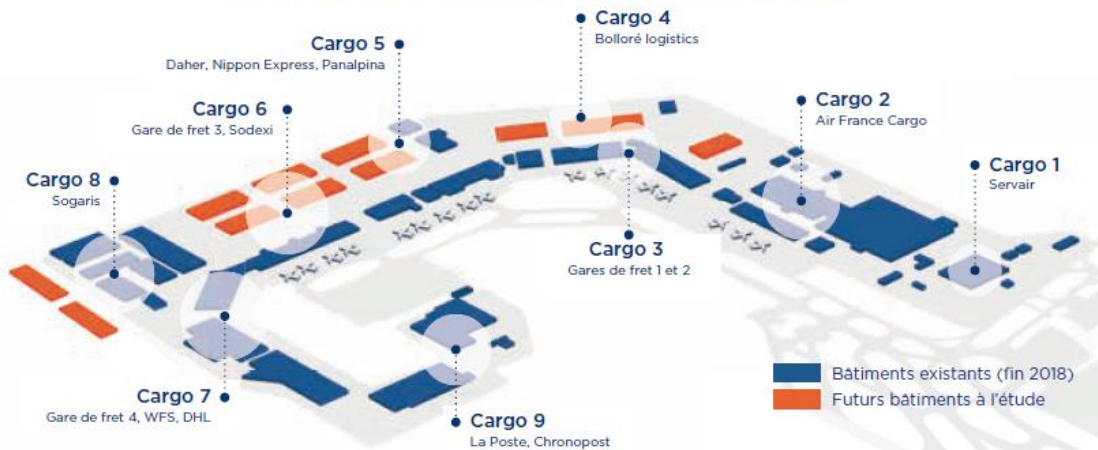 Cargo 4
Bolloré logistics
Cargo 5
Daher, Nippon Express, Panalpina
Cargo 6
Gare de fret 3, Sodexi
Cargo 2
Air France Cargo
Cargo 8
Sogaris
Cargo 1
Servair
Cargo 3
Gares de fret 1 et 2
Cargo 7
Gare de fret 4, WFS, DHL
Cargo 9
La Poste, Chronopost
Bâtiments existants (fin 2018)
Futurs bâtiments à l'étude